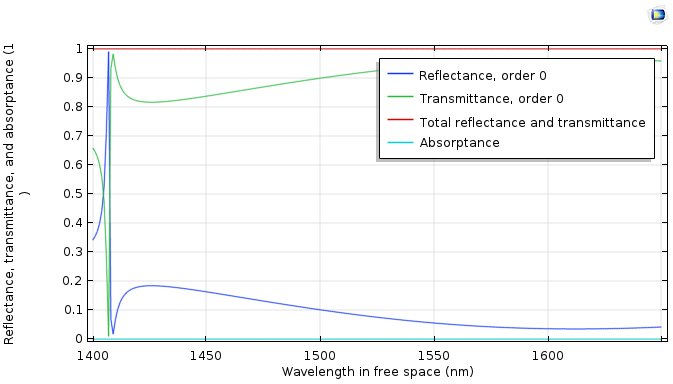 Reflectance, transmittance, and absorptance (1
)
1
0.9
0.8
0.7
0.6
0.5
0.4
0.3
0.2
0.1
0
Reflectance, order 0
Transmittance, order 0
Total reflectance and transmittance
Absorptance
1400 1450 1500 1550 1600
Wavelength in free space (nm)